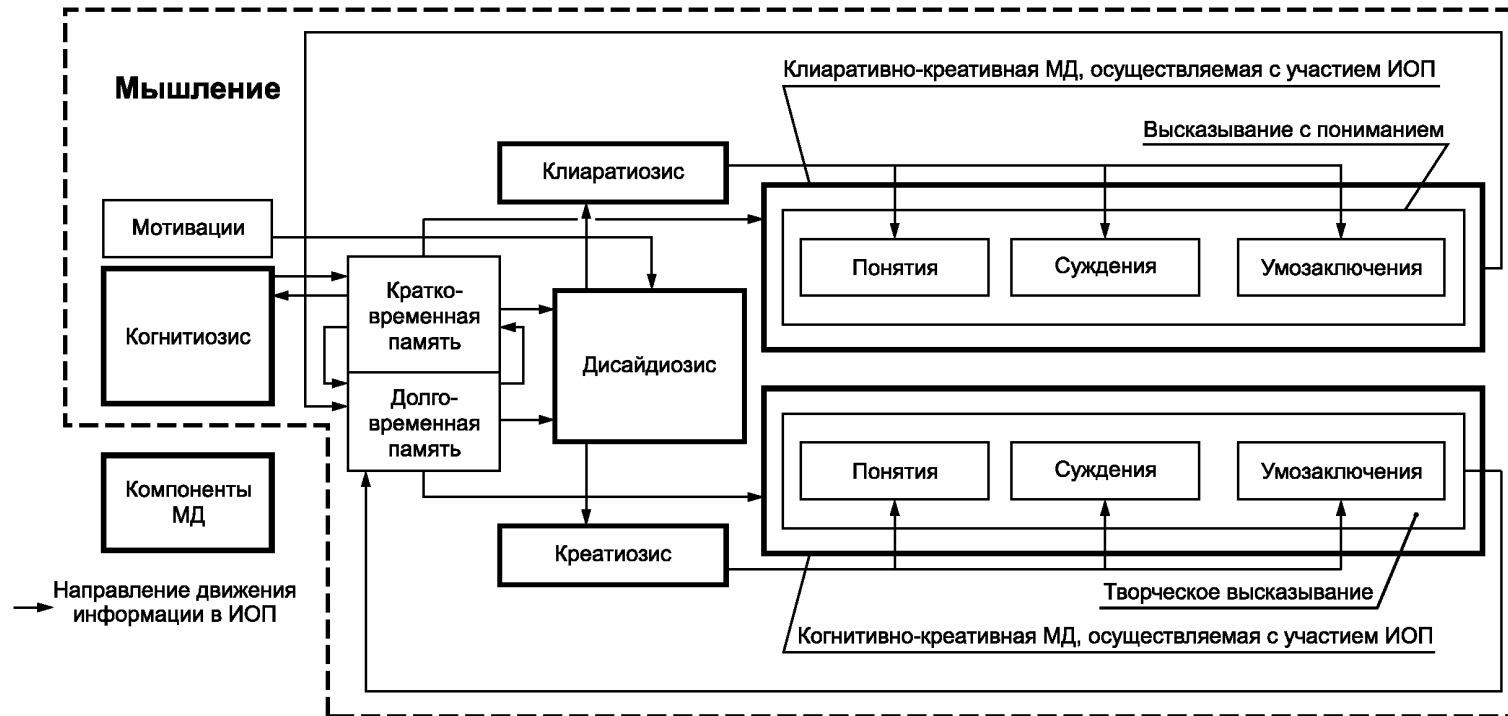 Мышление
Клиаративно-креативная МД, осуществляемая с участием ИОП
Высказывание с пониманием
Клиаратиозис
Мотивации
Понятия
Суждения
Умозаключения
Когнитиозис
Кратко-
временная
память
Дисайдиозис
Долго-
временная
память
Понятия
Суждения
Умозаключения
Компоненты
МД
Креатиозис
Направление движения
информации в ИОП
Творческое высказывание
Когнитивно-креативная МД, осуществляемая с участием ИОП